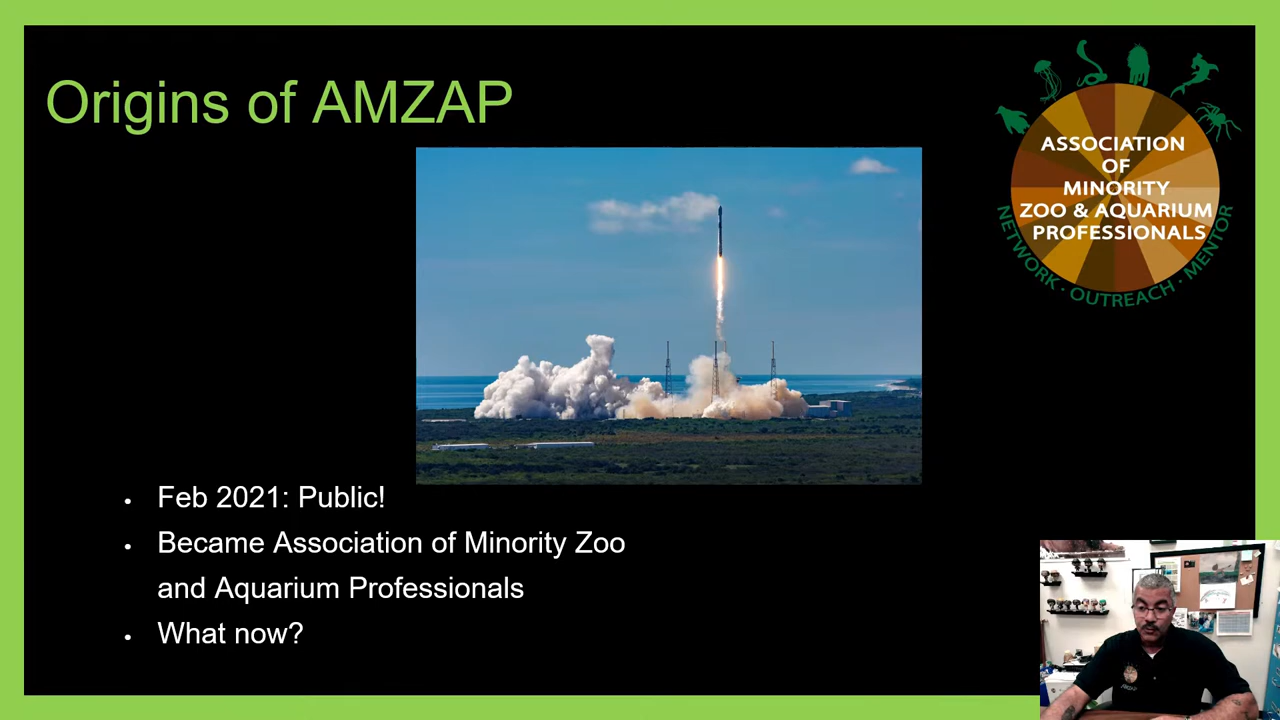 Origins of AMZAP
ASSOCIATION
OF
MINORITY
ZOO & AQUARIUM
PROFESSIONALS
NETWORK · OUTREACH · MENTOR
• Feb 2021: Public!
• Became Association of Minority Zoo
and Aquarium Professionals
• What now?
AMZAP